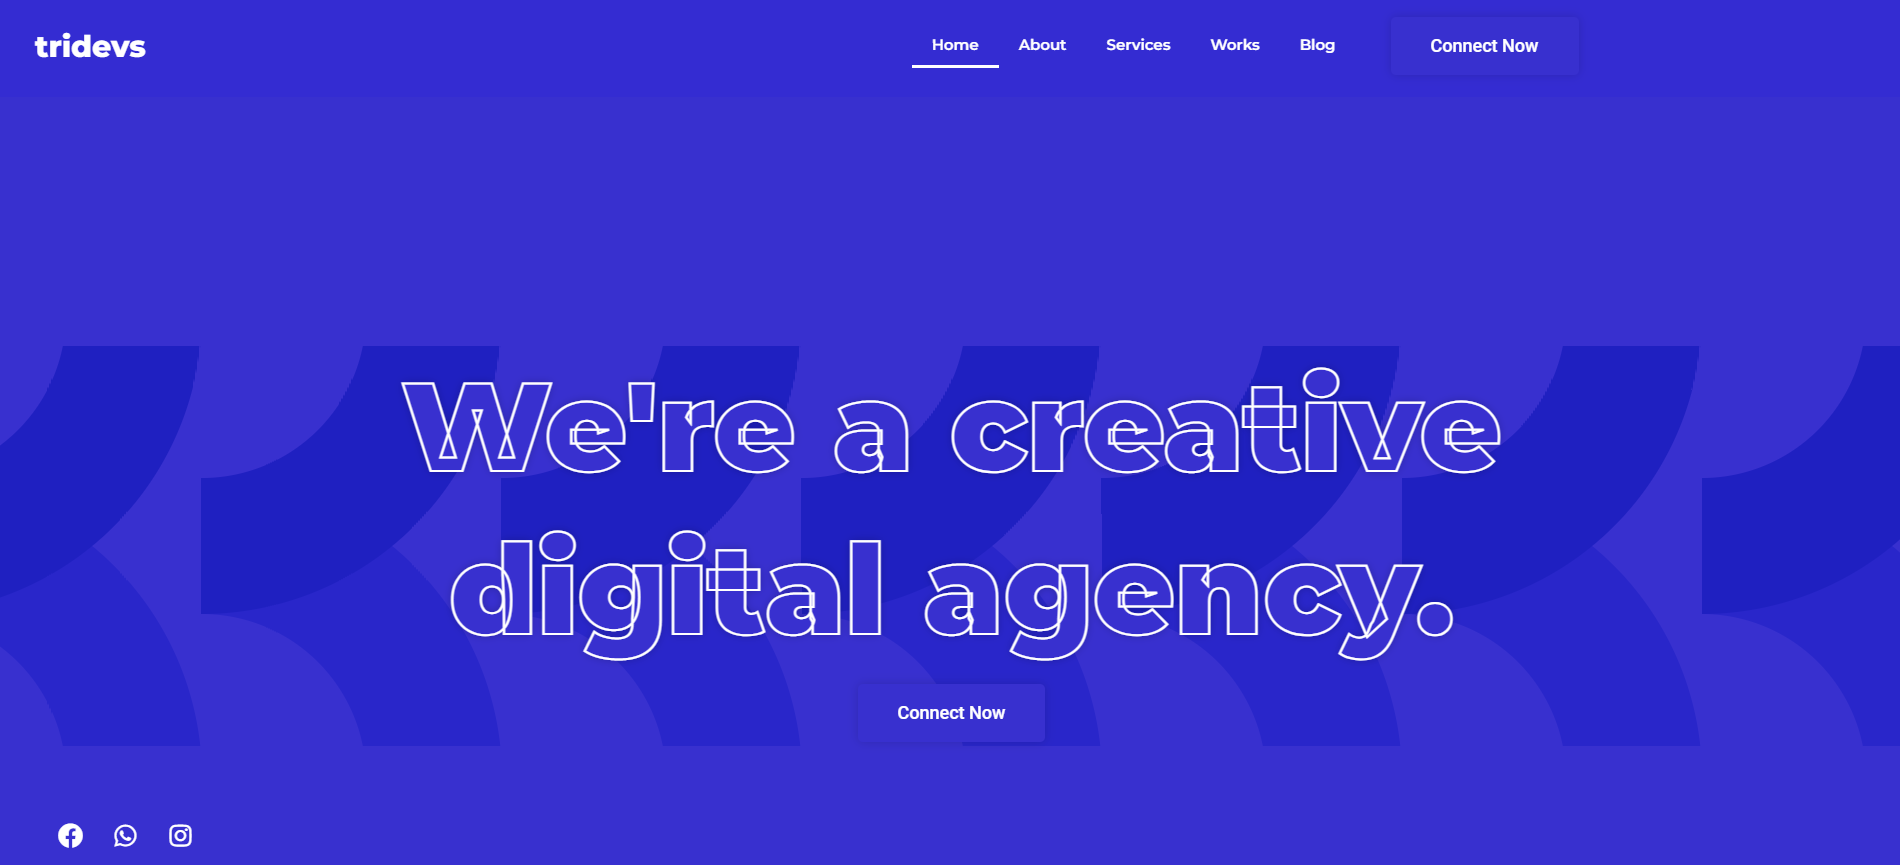 tridevs
Home About Services Works Blog Connect Now
We're a creative
digital agency.
Connect Now